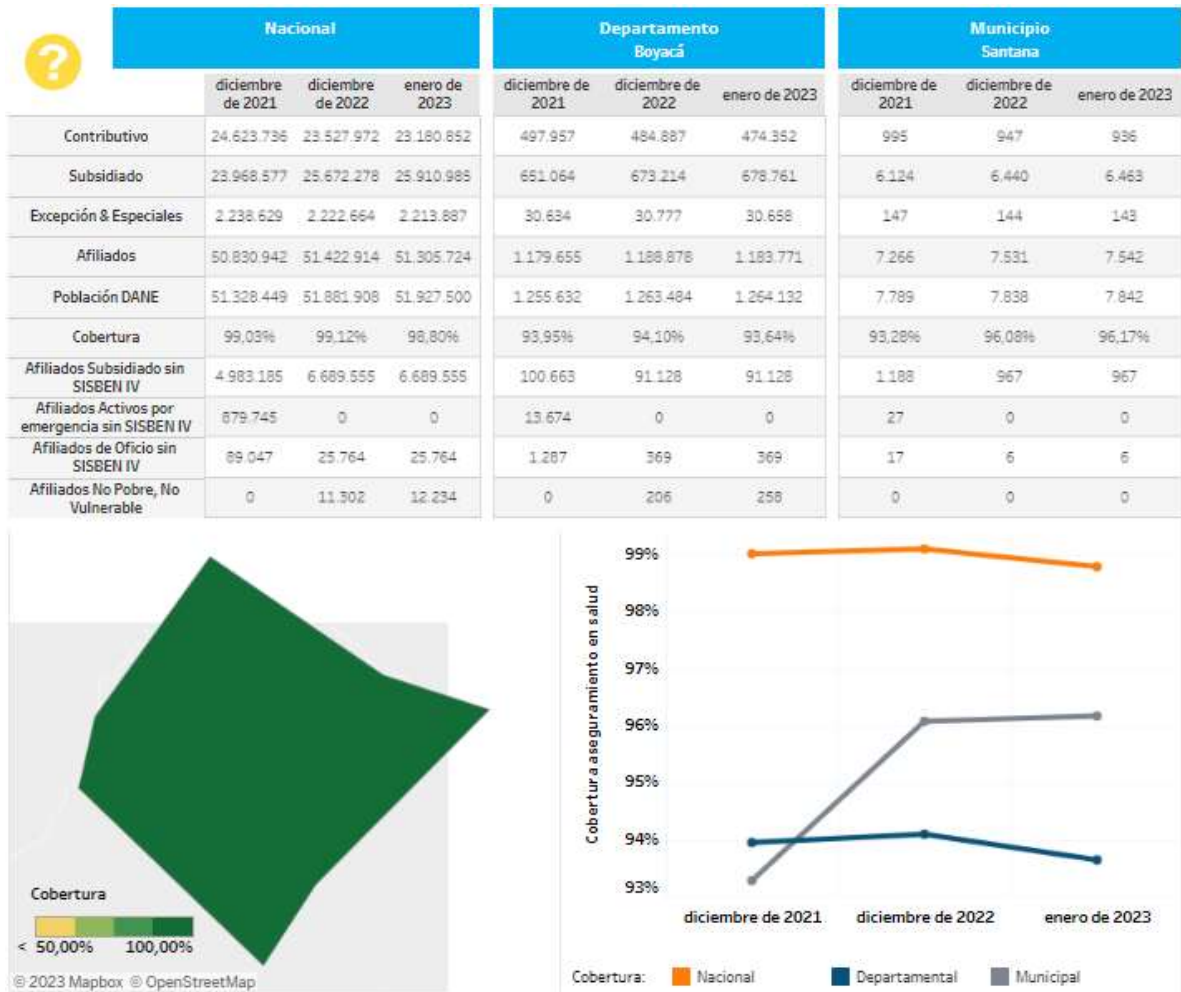 ?
Nacional
Departamento
Boyacá
Municipio
Santana
diciembre de 2021 diciembre de 2022 enero de 2023 diciembre de 2021 diciembre de 2022 enero de 2023 diciembre de 2021 diciembre de 2022 enero de 2023
Contributivo 24.623.736 23.527.972 23.180.852 497.957 484.887 474.352 995 947 936
Subsidiado 23.968.577 25.672.278 25.910.985 651.064 673.214 678.761 6.124 6.440 6.463
Excepción & Especiales 2.238.629 2.222.664 2.213.887 30.634 30.777 30.658 147 144 143
Afiliados 50.830.942 51.422.914 51.305.724 1.179.655 1.188.878 1.183.771 7.266 7.531 7.542
Población DANE 51.328.449 51.881.908 51.927.500 1.255.632 1.263.484 1.264.132 7.789 7.838 7.842
Cobertura 99,03% 99,12% 98,80% 93,95% 94,10% 93,64% 93,28% 96,08% 96,17%
Afiliados Subsidiado sin SISBEN IV 4.983.185 6.689.555 6.689.555 100.663 91.128 91.128 1.188 967 967
Afiliados Activos por emergencia sin SISBEN IV 879.745 0 0 13.674 0 0 27 0 0
Afiliados de Oficio sin SISBEN IV 89.047 25.764 25.764 1.287 369 369 17 6 6
Afiliados No Pobre, No Vulnerable 0 11.302 12.234 0 206 258 0 0 0
Cobertura
< 50,00% 100,00%
© 2023 Mapbox © OpenStreetMap
Cobertura aseguramiento en salud
99%
98%
97%
96%
95%
94%
93%
diciembre de 2021 diciembre de 2022 enero de 2023
Cobertura: Nacional Departamental Municipal